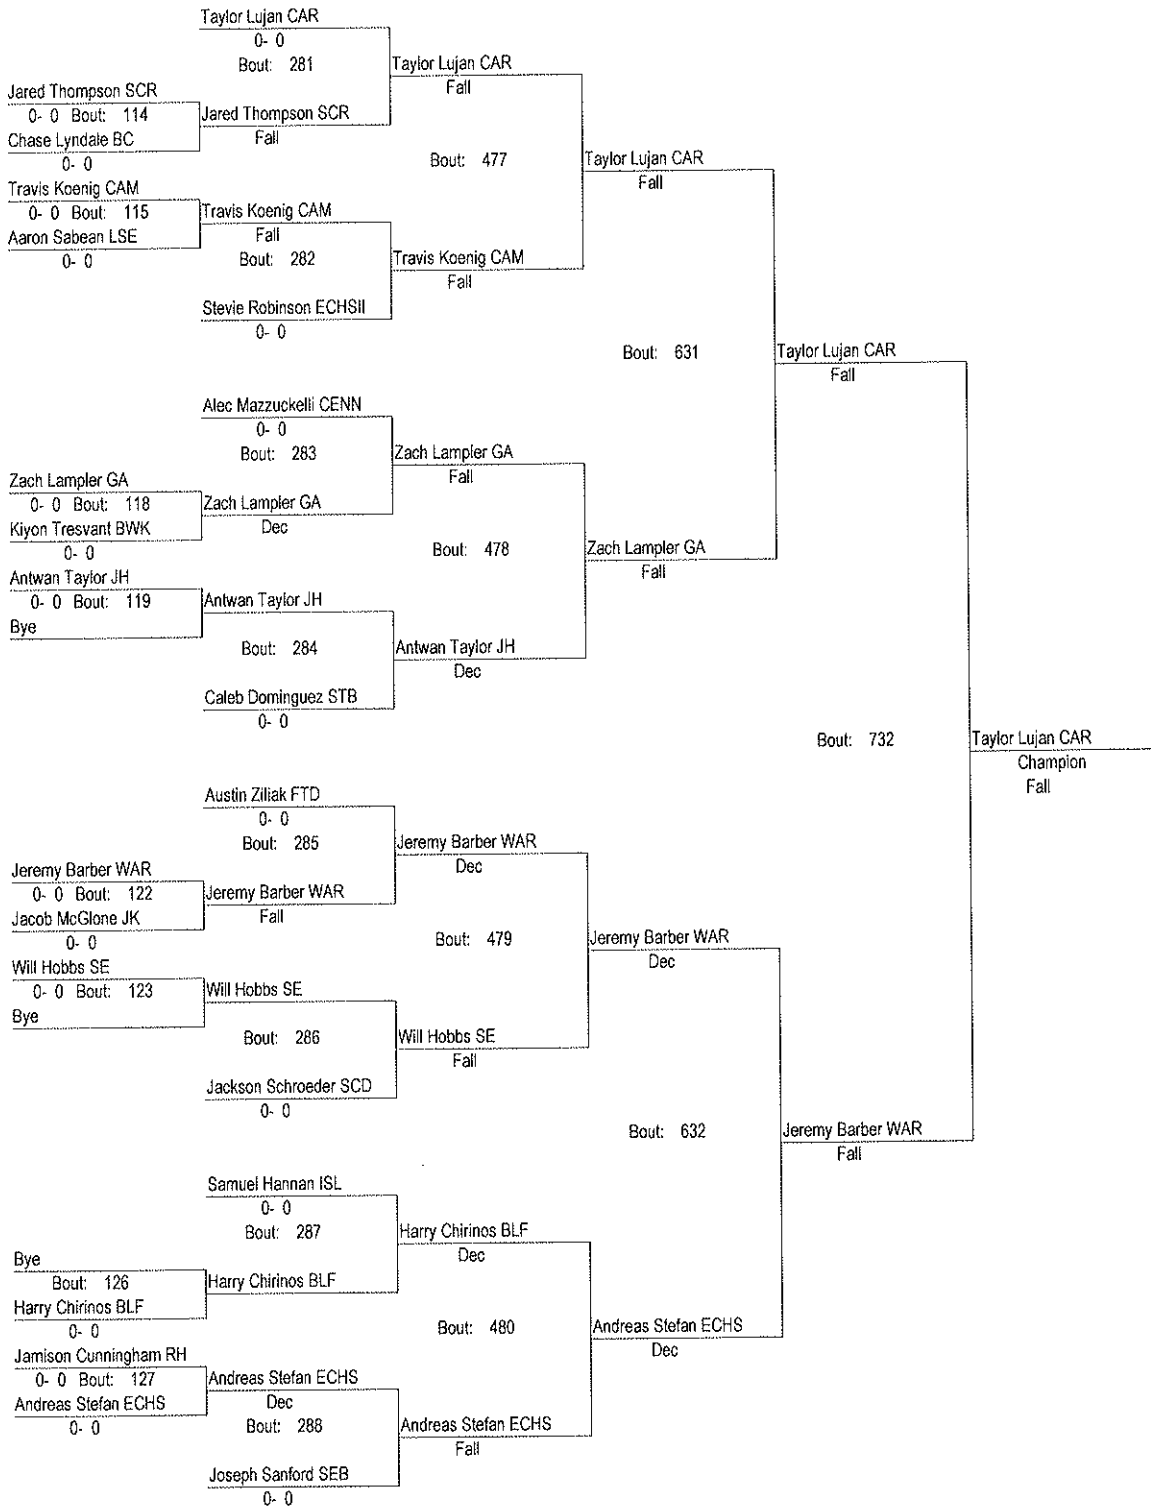 Taylor Lujan CAR
0- 0
Bout: 281
Taylor Lujan CAR
Fall
Jared Thompson SCR
0- 0 Bout: 114
Jared Thompson SCR
Chase Lyndale BC
Fall
0- 0
Bout: 477
Taylor Lujan CAR
Fall
Travis Koenig CAM
0- 0 Bout: 115
Travis Koenig CAM
Aaron Sabean LSE
Fall
0- 0
Bout: 282
Travis Koenig CAM
Fall
Stevie Robinson ECHSII
0- 0
Bout: 631
Taylor Lujan CAR
Fall
Alec Mazzuckelli CENN
0- 0
Bout: 283
Zach Lampler GA
Fall
Zach Lampler GA
0- 0 Bout: 118
Zach Lampler GA
Kiyon Tresvant BWK
Dec
0- 0
Bout: 478
Zach Lampler GA
Fall
Antwan Taylor JH
0- 0 Bout: 119
Antwan Taylor JH
Bye
Bout: 284
Antwan Taylor JH
Dec
Caleb Dominguez STB
0- 0
Bout: 732
Taylor Lujan CAR
Champion
Fall
Austin Ziliak FTD
0- 0
Bout: 285
Jeremy Barber WAR
Dec
Jeremy Barber WAR
0- 0 Bout: 122
Jeremy Barber WAR
Jacob McGlone JK
Fall
0- 0
Bout: 479
Jeremy Barber WAR
Dec
Will Hobbs SE
0- 0 Bout: 123
Will Hobbs SE
Bye
Bout: 286
Will Hobbs SE
Fall
Jackson Schroeder SCD
0- 0
Bout: 632
Jeremy Barber WAR
Fall
Samuel Hannan ISL
0- 0
Bout: 287
Harry Chirinos BLF
Dec
Bye
Bout: 126
Harry Chirinos BLF
Harry Chirinos BLF
0- 0
Bout: 480
Andreas Stefan ECHS
Dec
Jamison Cunningham RH
0- 0 Bout: 127
Andreas Stefan ECHS
Andreas Stefan ECHS
Dec
0- 0
Bout: 288
Andreas Stefan ECHS
Fall
Joseph Sanford SEB
0- 0